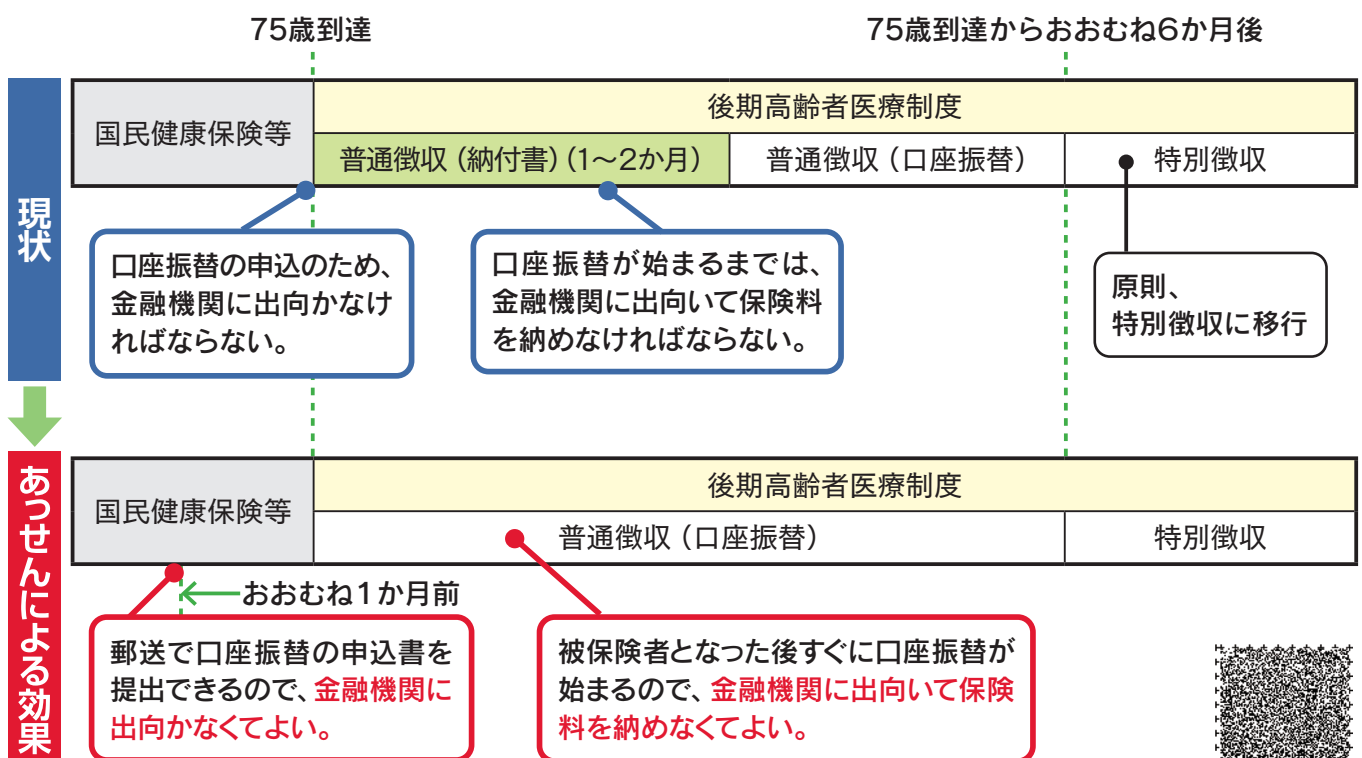 75歳到達
75歳到達からおおむね6か月後
現状
国民健康保険等
後期高齢者医療制度
普通徴収（納付書）（1～2か月）
普通徴収（口座振替）
特別徴収
口座振替の申込のため、
金融機関に出向かなけ
ればならない。
口座振替が始まるまでは、
金融機関に出向いて保険料
を納めなければならない。
原則、
特別徴収に移行
あっせんによる効果
国民健康保険等
後期高齢者医療制度
普通徴収（口座振替）
特別徴収
おおむね1か月前
郵送で口座振替の申込書を
提出できるので、金融機関に
出向かなくてよい。
被保険者となった後すぐに口座振替が
始まるので、金融機関に出向いて保険
料を納めなくてよい。